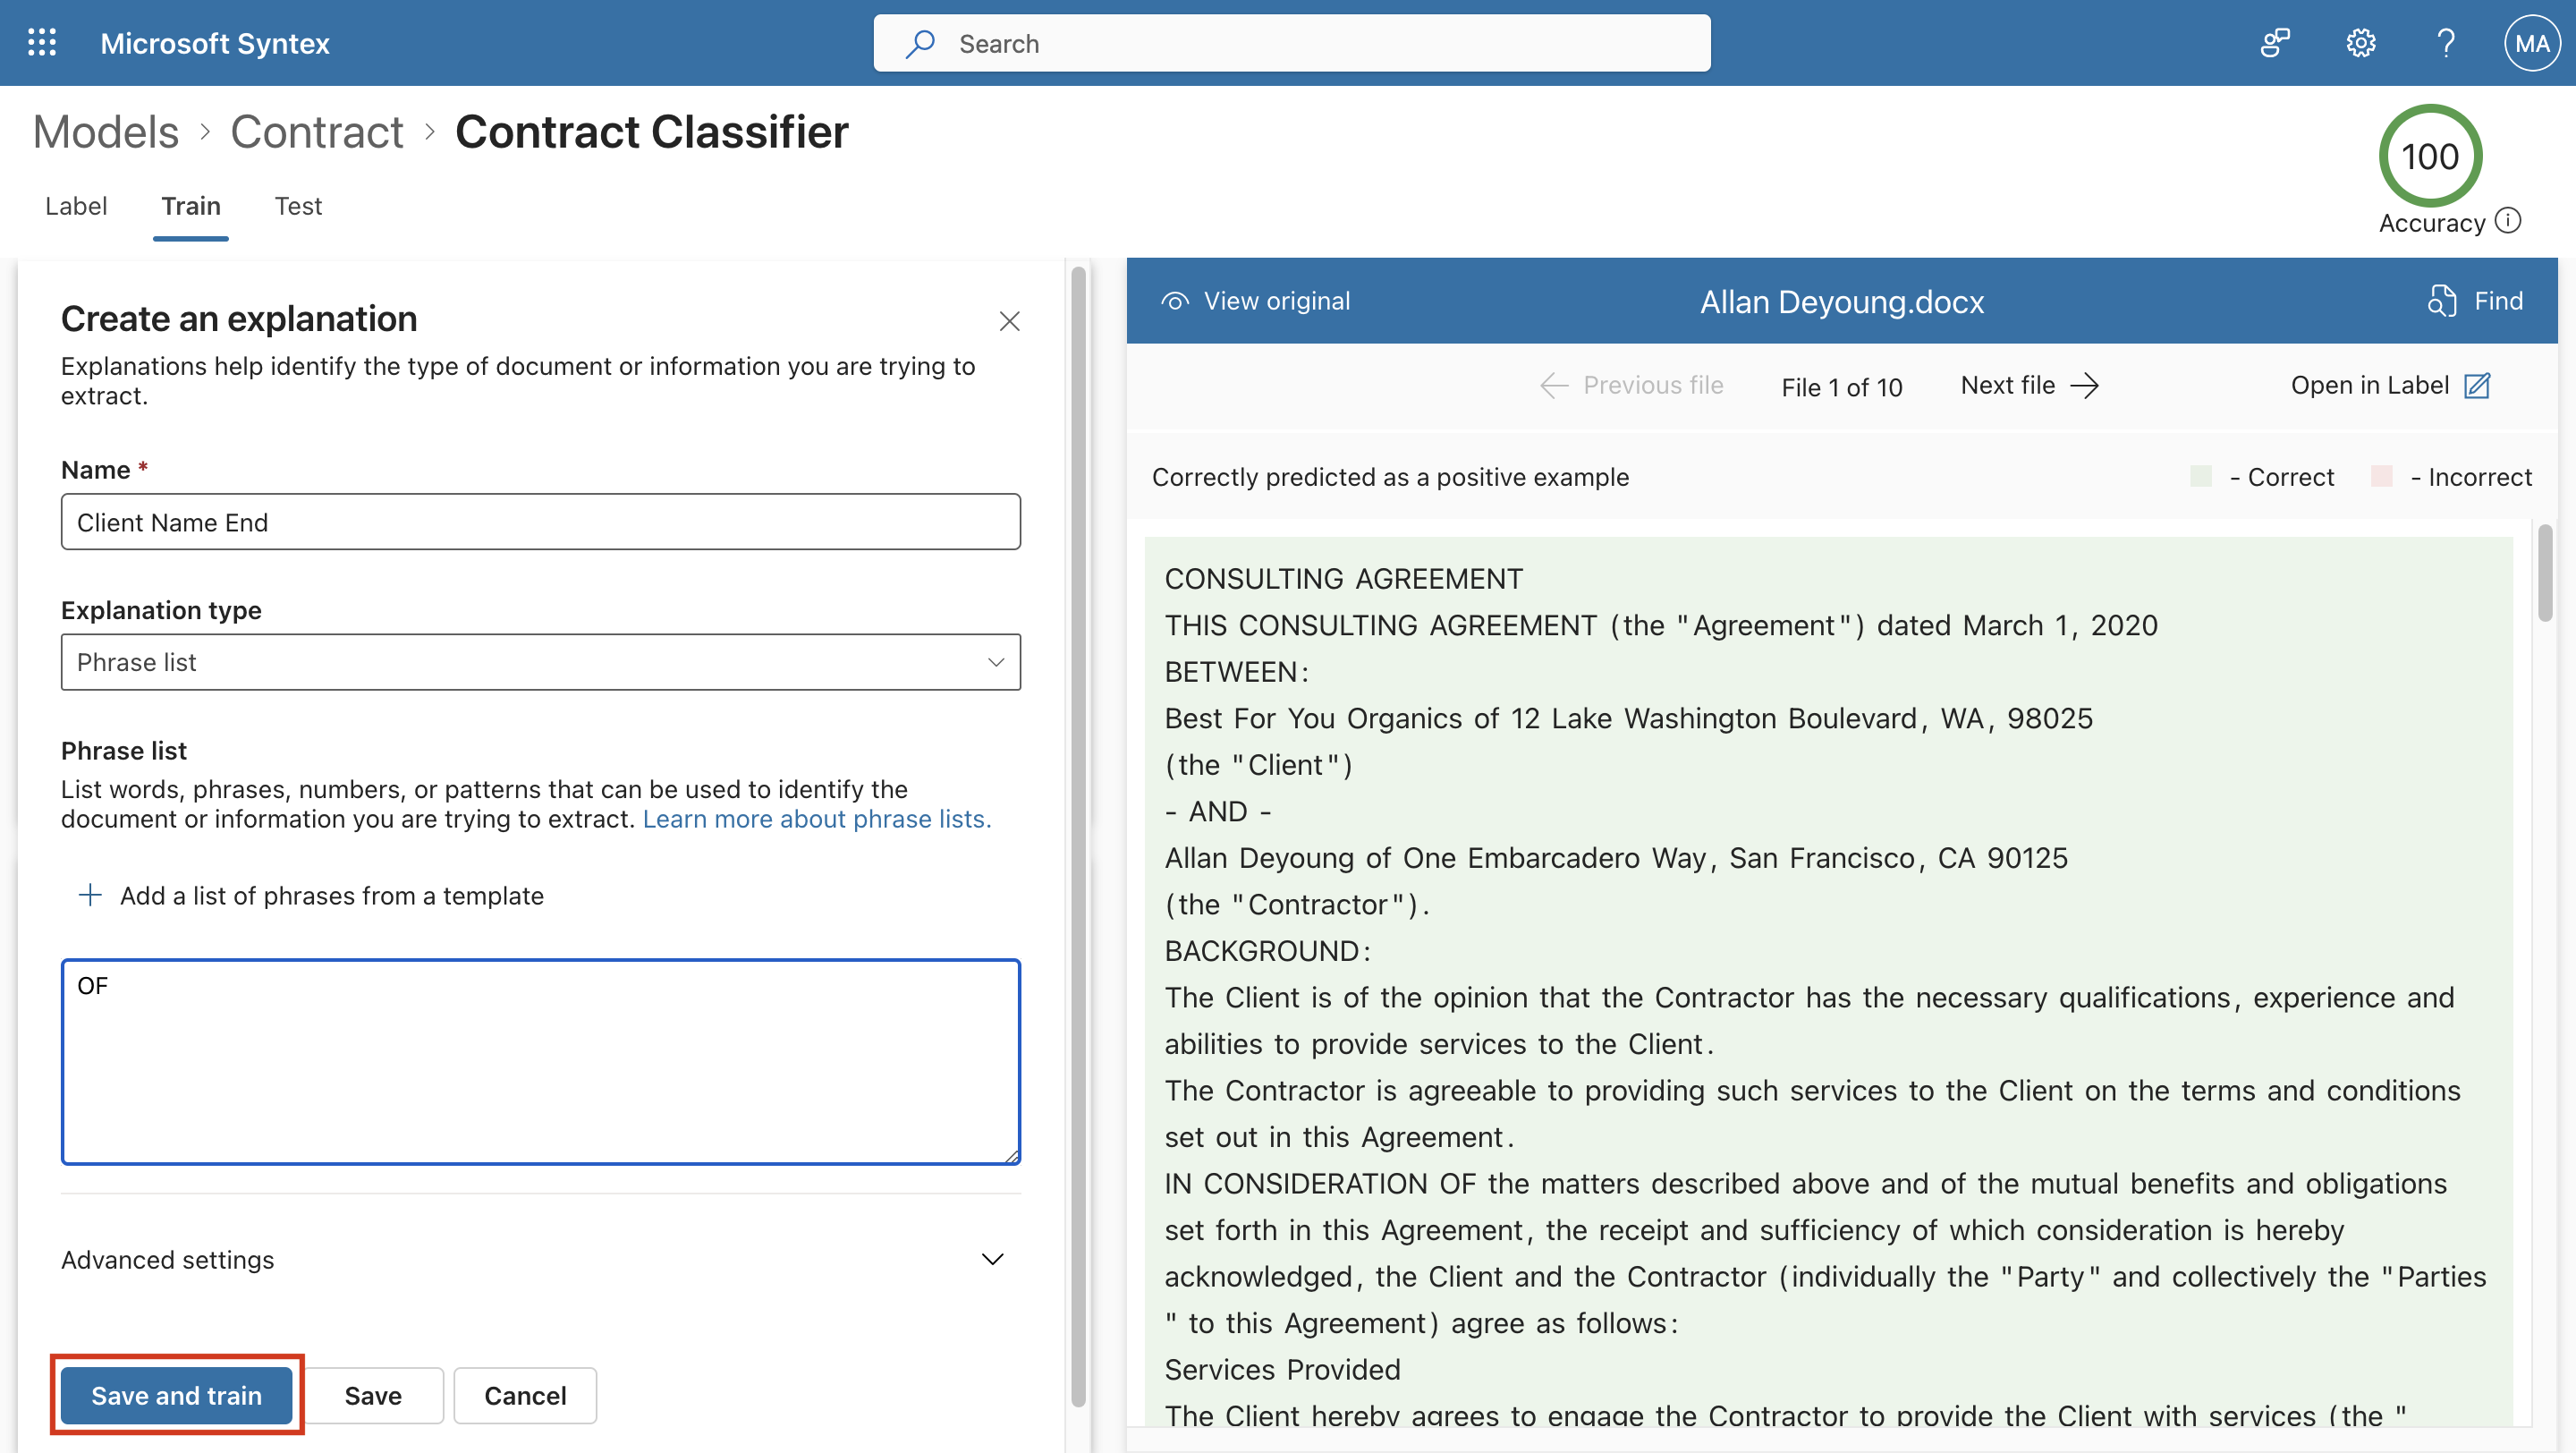 Microsoft Syntex
Search
MA
Models > Contract > Contract Classifier
100
Accuracy
Label Train Test
Create an explanation
Explanations help identify the type of document or information you are trying to
extract.
Name *
Client Name End
Explanation type
Phrase list
Phrase list
List words, phrases, numbers, or patterns that can be used to identify the
document or information you are trying to extract. Learn more about phrase lists.
+ Add a list of phrases from a template
OF
Advanced settings
Save and train Save Cancel
View original Allan Deyoung.docx Find
Previous file File 1 of 10 Next file Open in Label
Correctly predicted as a positive example - Correct - Incorrect
CONSULTING AGREEMENT
THIS CONSULTING AGREEMENT (the "Agreement") dated March 1, 2020
BETWEEN:
Best For You Organics of 12 Lake Washington Boulevard, WA, 98025
(the "Client")
- AND -
Allan Deyoung of One Embarcadero Way, San Francisco, CA 90125
(the "Contractor").
BACKGROUND:
The Client is of the opinion that the Contractor has the necessary qualifications, experience and
abilities to provide services to the Client.
The Contractor is agreeable to providing such services to the Client on the terms and conditions
set out in this Agreement.
IN CONSIDERATION OF the matters described above and of the mutual benefits and obligations
set forth in this Agreement, the receipt and sufficiency of which consideration is hereby
acknowledged, the Client and the Contractor (individually the "Party" and collectively the "Parties
" to this Agreement) agree as follows:
Services Provided
The Client hereby agrees to engage the Contractor to provide the Client with services (the "